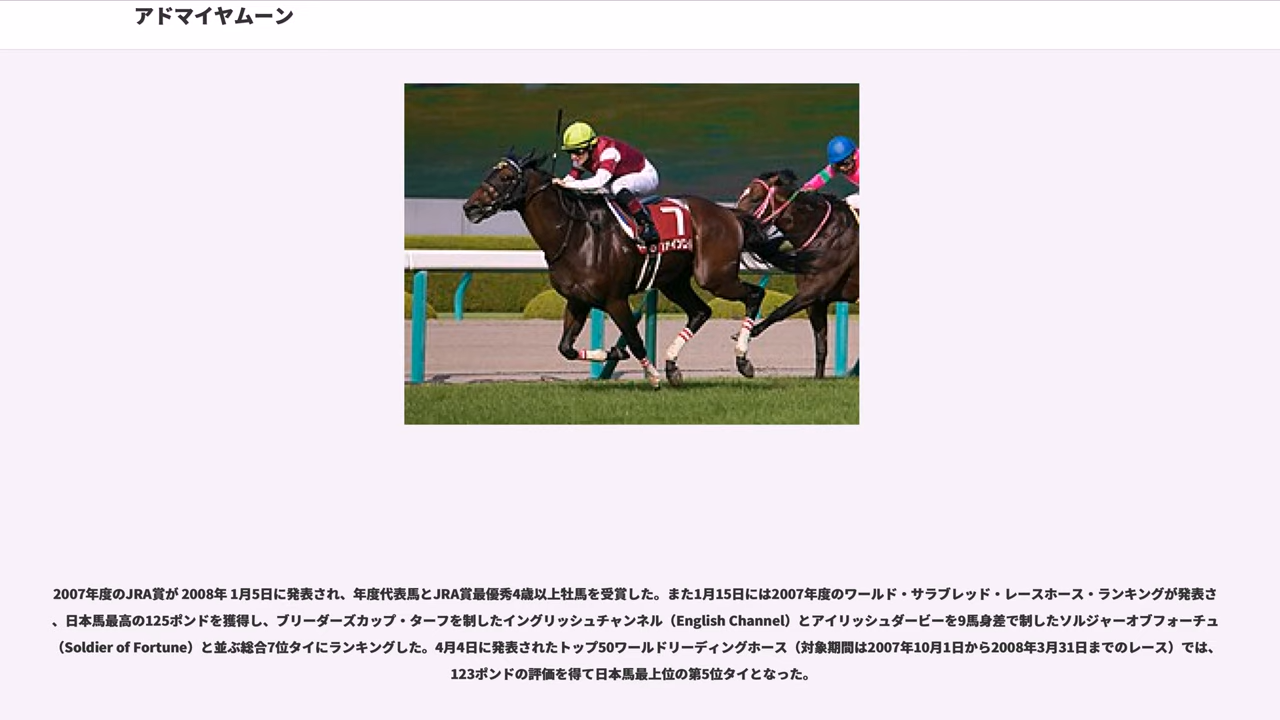 アドマイヤムーン
7
2007年度のJRA賞が 2008年 1月5日に発表され、年度代表馬とJRA賞最優秀4歳以上牡馬を受賞した。また1月15日には2007年度のワールド・サラブレッド・レースホース・ランキングが発表さ
、日本馬最高の125ポンドを獲得し、ブリーダーズカップ・ターフを制したイングリッシュチャンネル（English Channel）とアイリッシュダービーを9馬身差で制したソルジャーオブフォーチュ
（Soldier of Fortune）と並ぶ総合7位タイにランキングした。4月4日に発表されたトップ50ワールドリーディングホース（対象期間は2007年10月1日から2008年3月31日までのレース）では、
123ポンドの評価を得て日本馬最上位の第5位タイとなった。